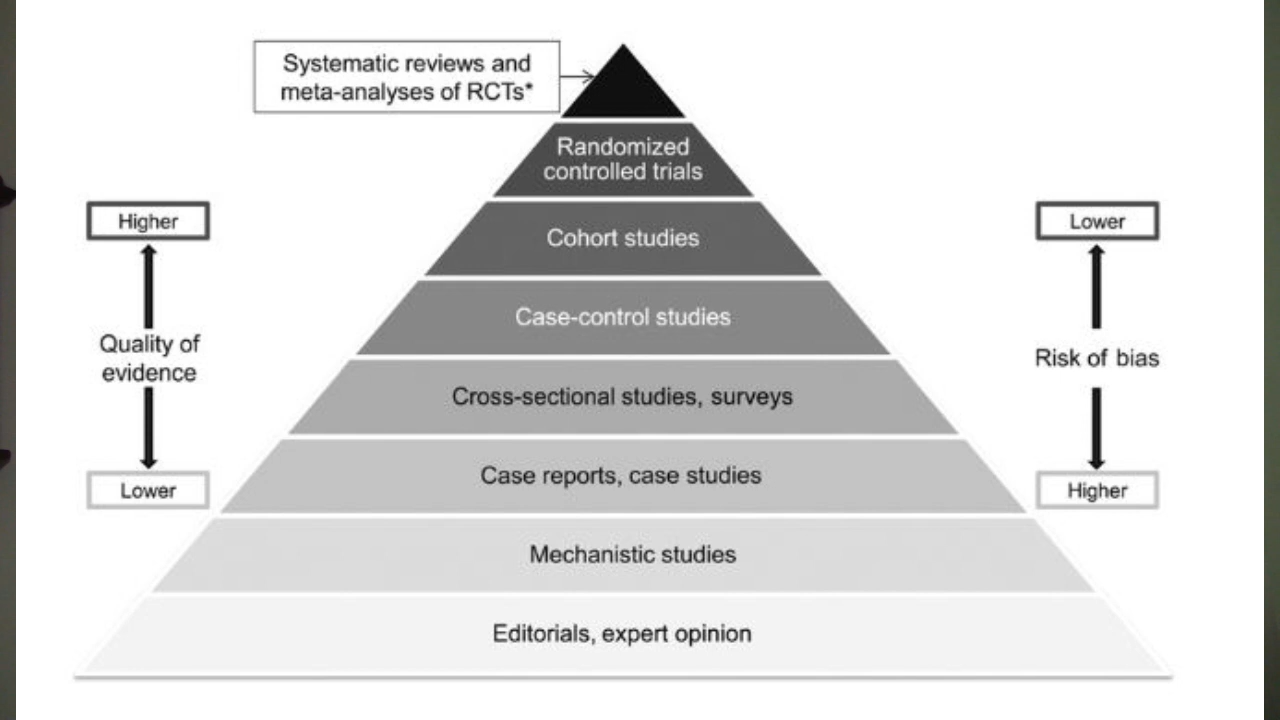 Systematic reviews and
meta-analyses of RCTs*
Randomized
controlled trials
Cohort studies
Case-control studies
Cross-sectional studies, surveys
Case reports, case studies
Mechanistic studies
Editorials, expert opinion
Higher
Quality of
evidence
Lower
Lower
Risk of bias
Higher